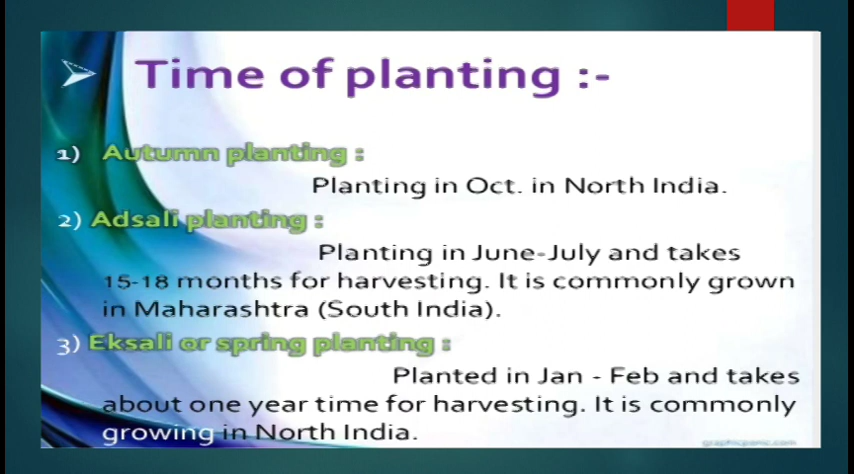 Time of planting :-
1) Autumn planting :
Planting in Oct. in North India.
2) Adsali planting :
Planting in June-July and takes
15-18 months for harvesting. It is commonly grown
in Maharashtra (South India).
3) Eksali or spring planting :
Planted in Jan - Feb and takes
about one year time for harvesting. It is commonly
growing in North India.
graphicpanic.com